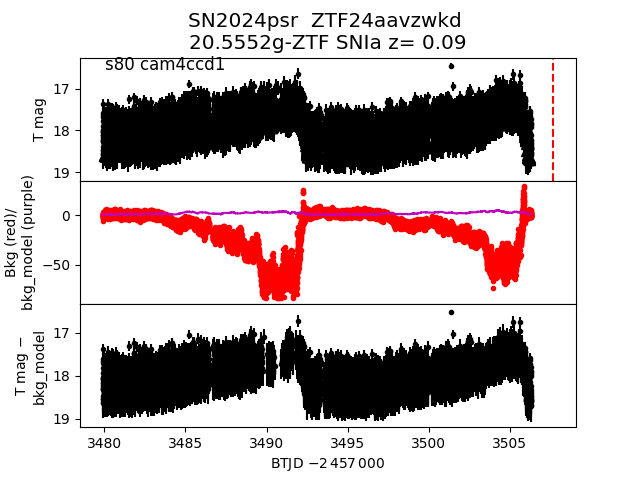 SN2024psr ZTF24aavzwkd
20.5552g-ZTF SNIa z= 0.09
s80 cam4ccd1
T mag
17
18
19
Bkg (red)/
bkg_model (purple)
0
−50
T mag −
bkg_model
17
18
19
3480 3485 3490 3495 3500 3505
BTJD −2 457 000